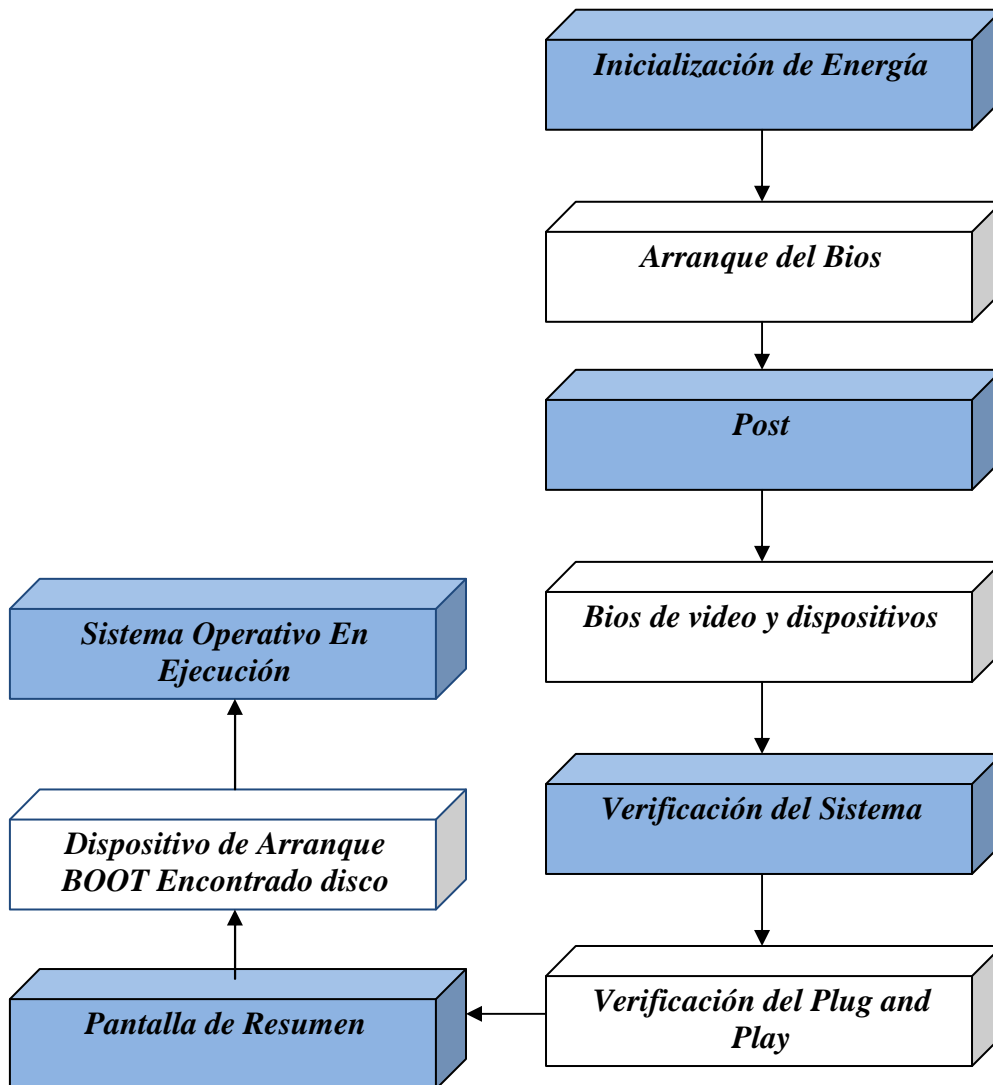 Inicialización de Energía
Arranque del Bios
Post
Bios de video y dispositivos
Verificación del Sistema
Verificación del Plug and
Play
Pantalla de Resumen
Dispositivo de Arranque
BOOT Encontrado disco
Sistema Operativo En
Ejecución